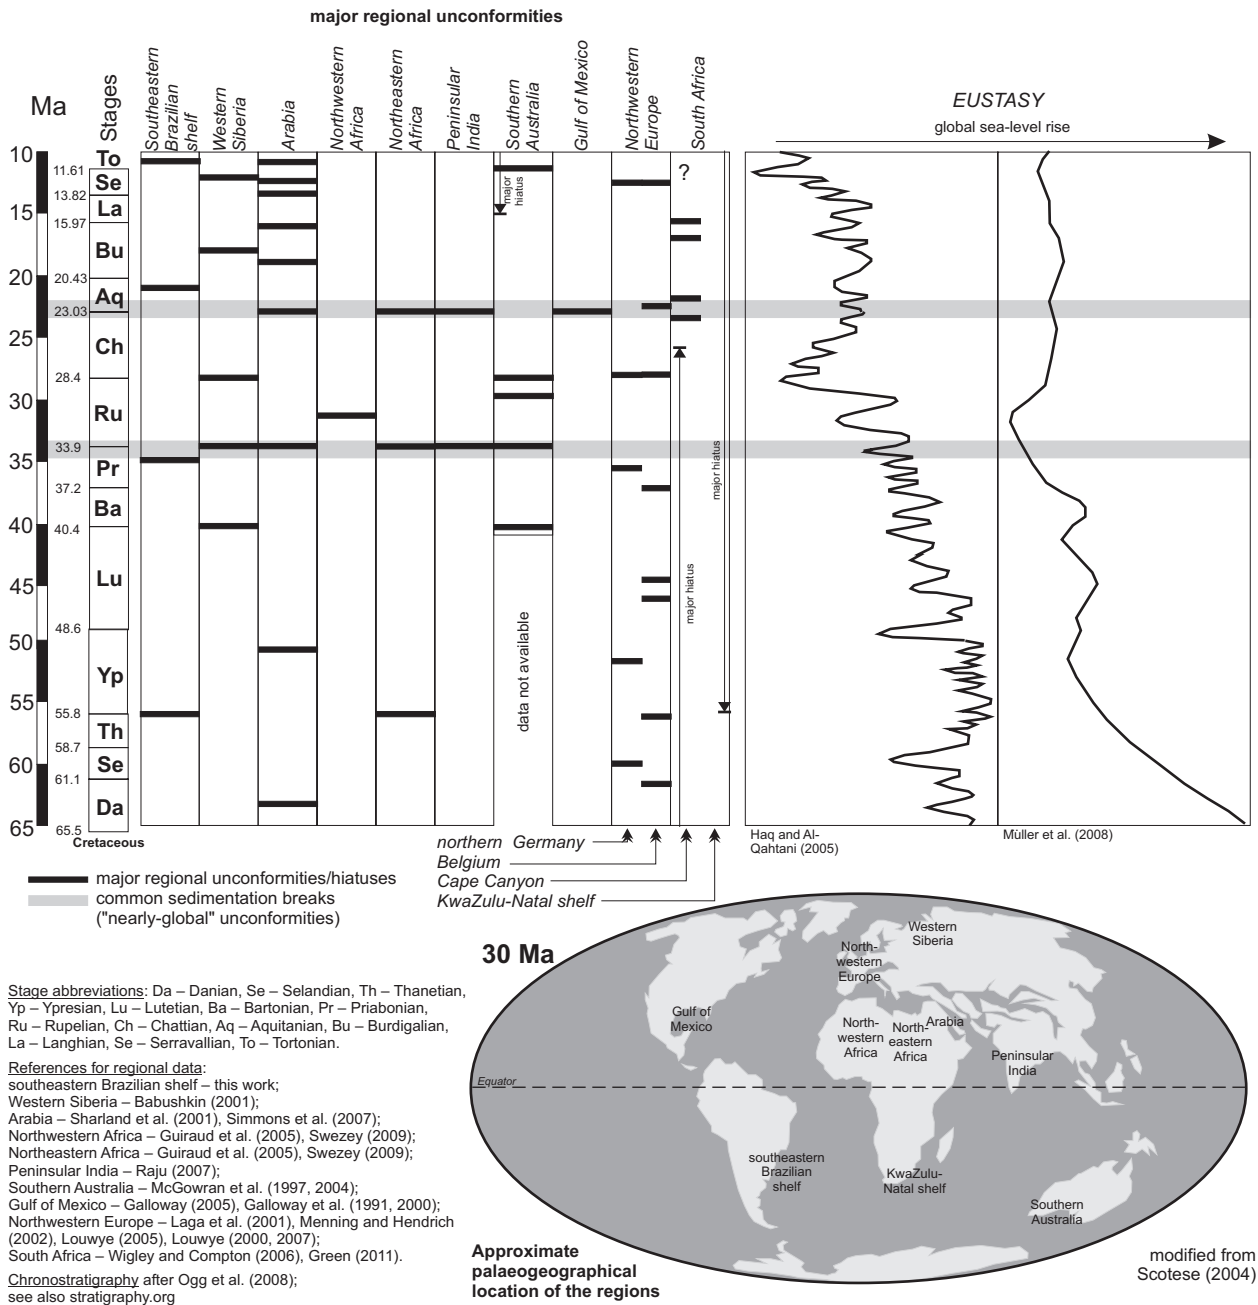 major regional unconformities
Ma
Stages
Southeastern
Brazilian
shelf
Western
Siberia
Arabia
Northwestern
Africa
Northeastern
Africa
Peninsular
India
Southern
Australia
Gulf of Mexico
Northwestern
Europe
South Africa
EUSTASY
global sea-level rise
10
15
20
25
30
35
40
45
50
55
60
65
11.61
13.82
15.97
20.43
23.03
28.4
33.9
37.2
40.4
48.6
55.8
58.7
61.1
65.5
To
Se
La
Bu
Aq
Ch
Ru
Pr
Ba
Lu
Yp
Th
Se
Da
Cretaceous
major
hiatus
?
major hiatus
major hiatus
data not available
northern Germany
Belgium
Cape Canyon
KwaZulu-Natal shelf
Haq and Al-
Qahtani (2005)
Müller et al. (2008)
major regional unconformities/hiatuses
common sedimentation breaks
("nearly-global" unconformities)
30 Ma
Western
Siberia
North-
western
Europe
Gulf of
Mexico
North-
western
Africa
North-
eastern
Africa
Arabia
Peninsular
India
Equator
southeastern
Brazilian
shelf
KwaZulu-
Natal shelf
Southern
Australia
Approximate
palaeogeographical
location of the regions
modified from
Scotese (2004)
Stage abbreviations: Da – Danian, Se – Selandian, Th – Thanetian,
Yp – Ypresian, Lu – Lutetian, Ba – Bartonian, Pr – Priabonian,
Ru – Rupelian, Ch – Chattian, Aq – Aquitanian, Bu – Burdigalian,
La – Langhian, Se – Serravallian, To – Tortonian.
References for regional data:
southeastern Brazilian shelf – this work;
Western Siberia – Babushkin (2001);
Arabia – Sharland et al. (2001), Simmons et al. (2007);
Northwestern Africa – Guiraud et al. (2005), Swezey (2009);
Northeastern Africa – Guiraud et al. (2005), Swezey (2009);
Peninsular India – Raju (2007);
Southern Australia – McGowran et al. (1997, 2004);
Gulf of Mexico – Galloway (2005), Galloway et al. (1991, 2000);
Northwestern Europe – Laga et al. (2001), Menning and Hendrich
(2002), Louwye (2005), Louwye (2000, 2007);
South Africa – Wigley and Compton (2006), Green (2011).
Chronostratigraphy after Ogg et al. (2008);
see also stratigraphy.org